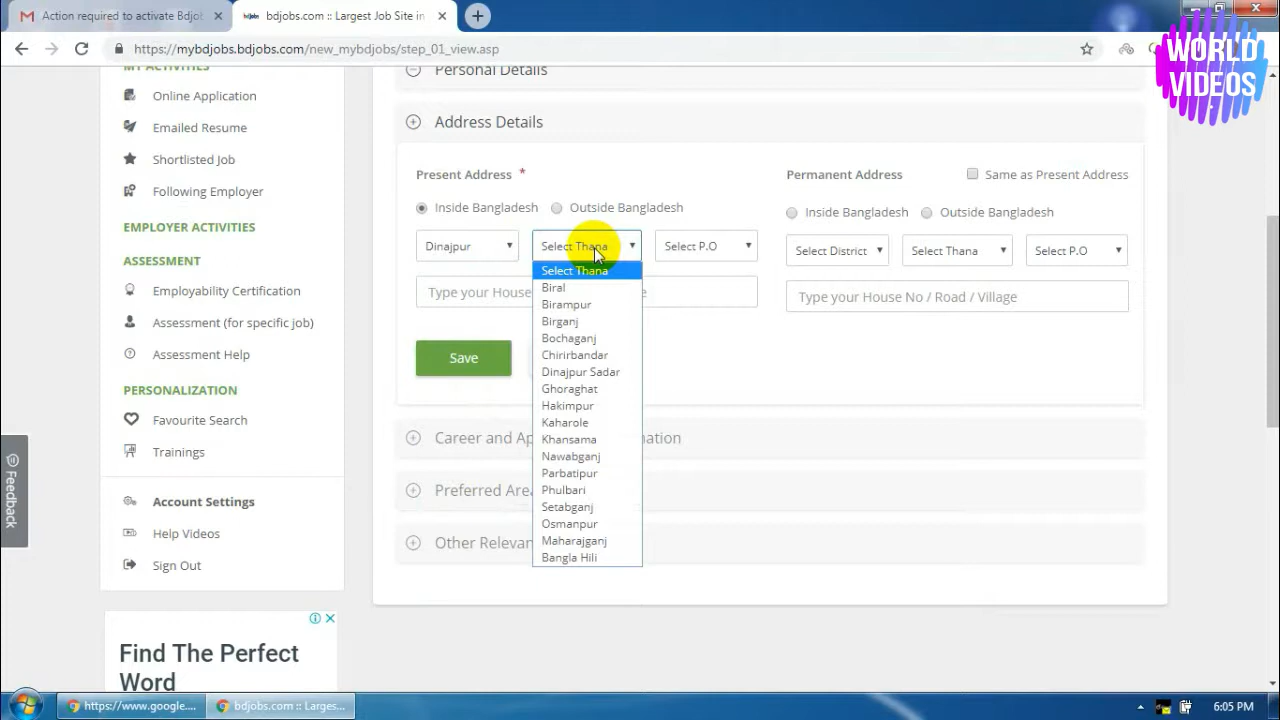 Action required to activate Bdjob
bdjobs.com :: Largest Job Site in
https://mybdjobs.bdjobs.com/new_mybdjobs/step_01_view.asp
WORLD
VIDEOS
MY ACTIVITIES
Online Application
Emailed Resume
Shortlisted Job
Following Employer
EMPLOYER ACTIVITIES
ASSESSMENT
Employability Certification
Assessment (for specific job)
Assessment Help
PERSONALIZATION
Favourite Search
Trainings
Account Settings
Help Videos
Sign Out
Feedback
Find The Perfect
Word
Personal Details
Address Details
Present Address *
Inside Bangladesh Outside Bangladesh
Dinajpur Select Thana Select P.O
Type your House
Select Thana
Biral
Birampur
Birganj
Bochaganj
Chirirbandar
Dinajpur Sadar
Ghoraghat
Hakimpur
Kaharole
Khansama
Nawabganj
Parbatipur
Phulbari
Setabganj
Osmanpur
Maharajganj
Bangla Hili
Save
Permanent Address Same as Present Address
Inside Bangladesh Outside Bangladesh
Select District Select Thana Select P.O
Type your House No / Road / Village
Career and Ap
Preferred Area
Other Relevan
https://www.google....
bdjobs.com :: Larges...
6:05 PM